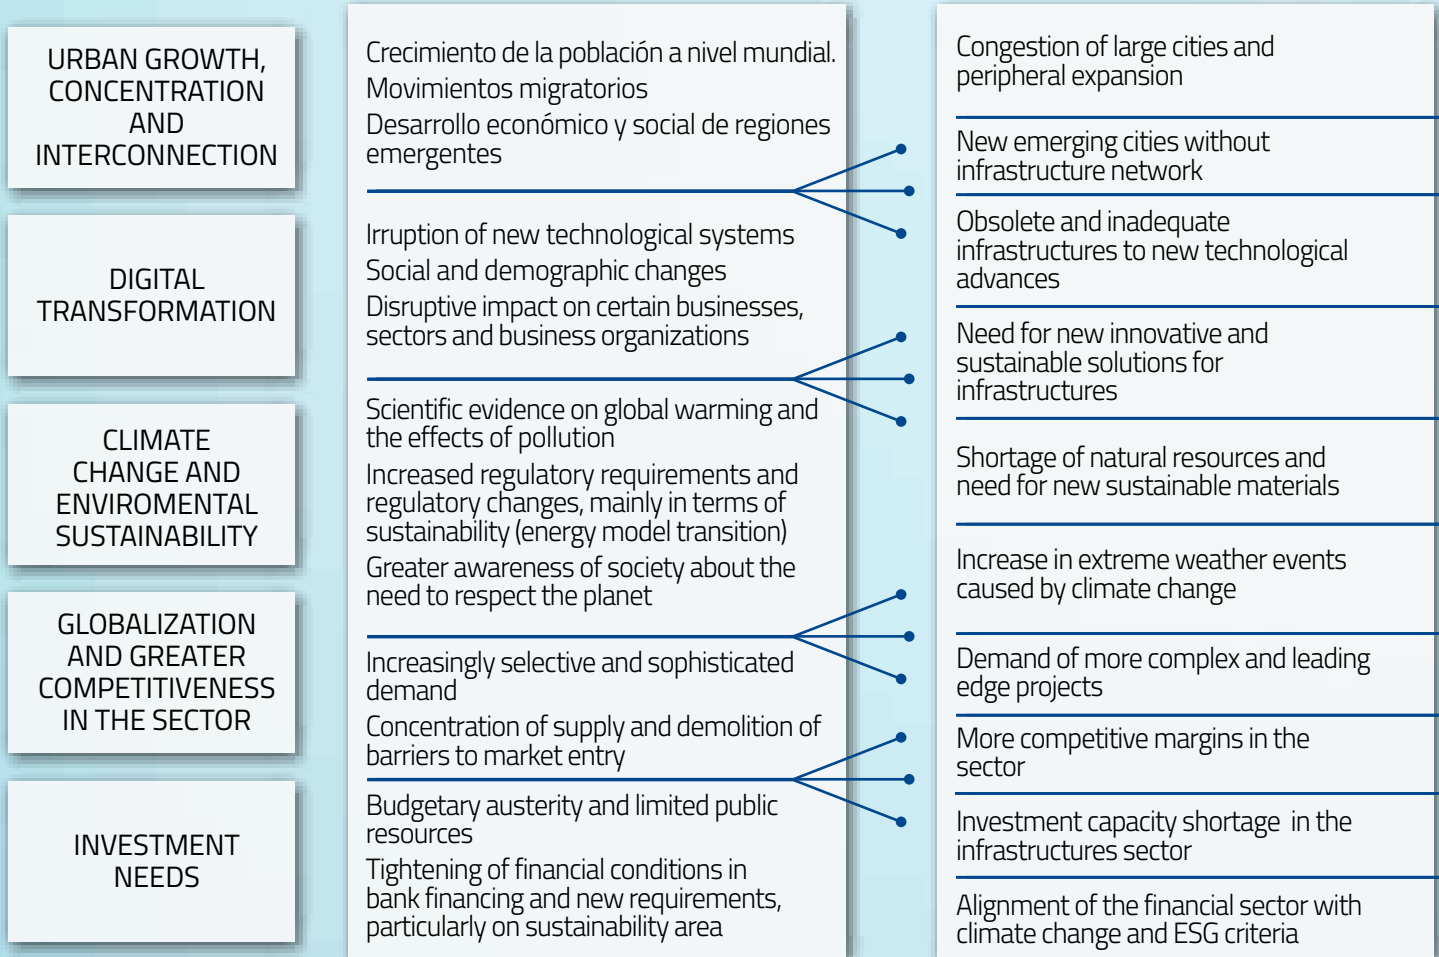 URBAN GROWTH,
CONCENTRATION
AND
INTERCONNECTION
DIGITAL
TRANSFORMATION
CLIMATE
CHANGE AND
ENVIROMENTAL
SUSTAINABILITY
GLOBALIZATION
AND GREATER
COMPETITIVENESS
IN THE SECTOR
INVESTMENT
NEEDS
Crecimiento de la población a nivel mundial.
Movimientos migratorios
Desarrollo económico y social de regiones
emergentes
Irruption of new technological systems
Social and demographic changes
Disruptive impact on certain businesses,
sectors and business organizations
Scientific evidence on global warming and
the effects of pollution
Increased regulatory requirements and
regulatory changes, mainly in terms of
sustainability (energy model transition)
Greater awareness of society about the
need to respect the planet
Increasingly selective and sophisticated
demand
Concentration of supply and demolition of
barriers to market entry
Budgetary austerity and limited public
resources
Tightening of financial conditions in
bank financing and new requirements,
particularly on sustainability area
Congestion of large cities and
peripheral expansion
New emerging cities without
infrastructure network
Obsolete and inadequate
infrastructures to new technological
advances
Need for new innovative and
sustainable solutions for
infrastructures
Shortage of natural resources and
need for new sustainable materials
Increase in extreme weather events
caused by climate change
Demand of more complex and leading
edge projects
More competitive margins in the
sector
Investment capacity shortage in the
infrastructures sector
Alignment of the financial sector with
climate change and ESG criteria